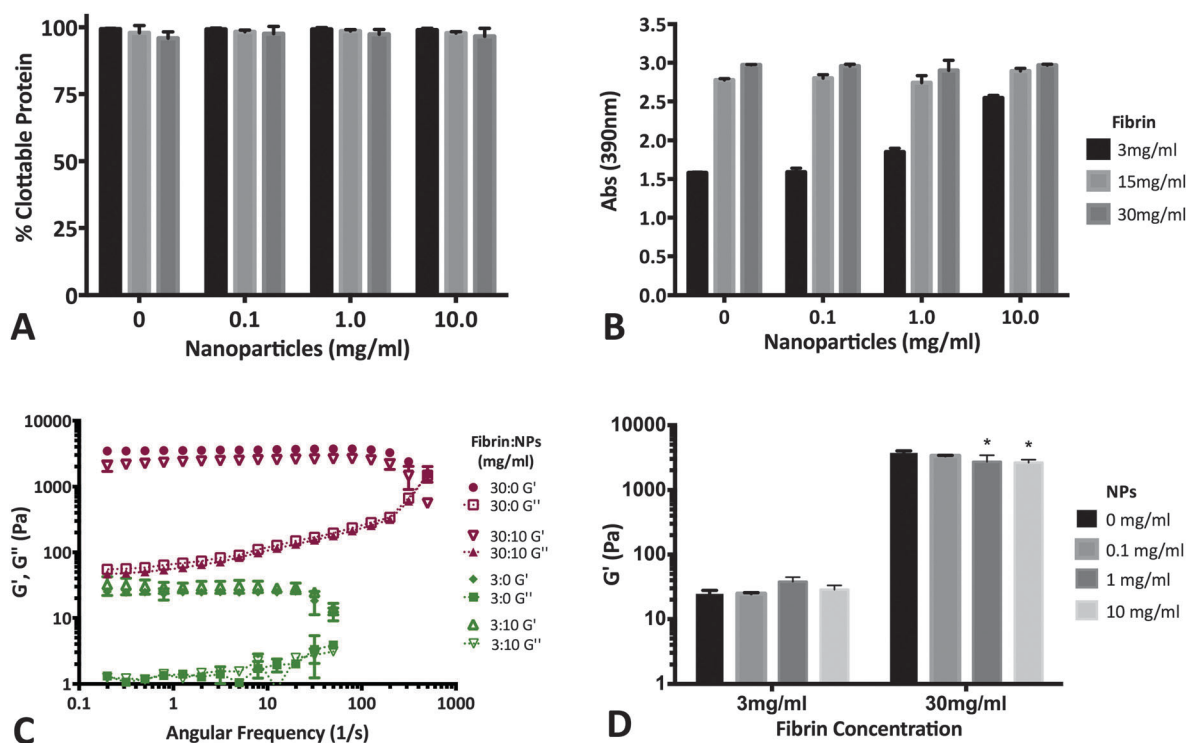 100
75
50
25
0
% Clottable Protein
0 0.1 1.0 10.0
Nanoparticles (mg/ml)
A
3.5
3.0
2.5
2.0
1.5
1.0
0.5
0.0
Abs (390nm)
0 0.1 1.0 10.0
Nanoparticles (mg/ml)
B
Fibrin
3mg/ml
15mg/ml
30mg/ml
10000
1000
100
10
1
G', G'' (Pa)
0.1 1 10 100 1000
Angular Frequency (1/s)
C
Fibrin:NPs
(mg/ml)
30:0 G'
30:0 G''
30:10 G'
30:10 G''
3:0 G'
3:0 G''
3:10 G'
3:10 G''
10000
1000
100
10
1
G' (Pa)
* *
3mg/ml 30mg/ml
Fibrin Concentration
D
NPs
0 mg/ml
0.1 mg/ml
1 mg/ml
10 mg/ml